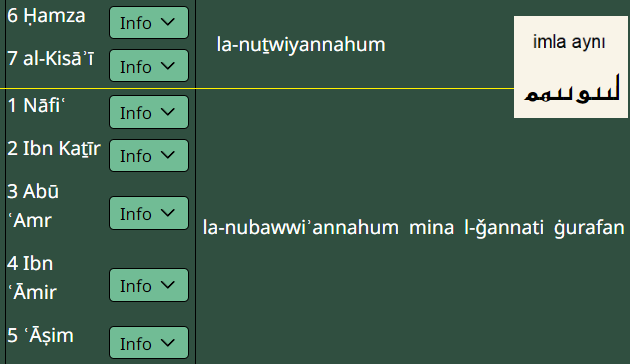 6 Ḥamza Info
7 al-Kisāʾī Info
la-nuṯwiyannahum
imla aynı
لٮٮوٮٮهم
1 Nāfiʿ Info
2 Ibn Kaṯīr Info
3 Abū
ʿAmr Info
4 Ibn
ʿĀmir Info
5 ʿĀṣim Info
la-nubawwiʾannahum mina l-ǧannati ġurafan